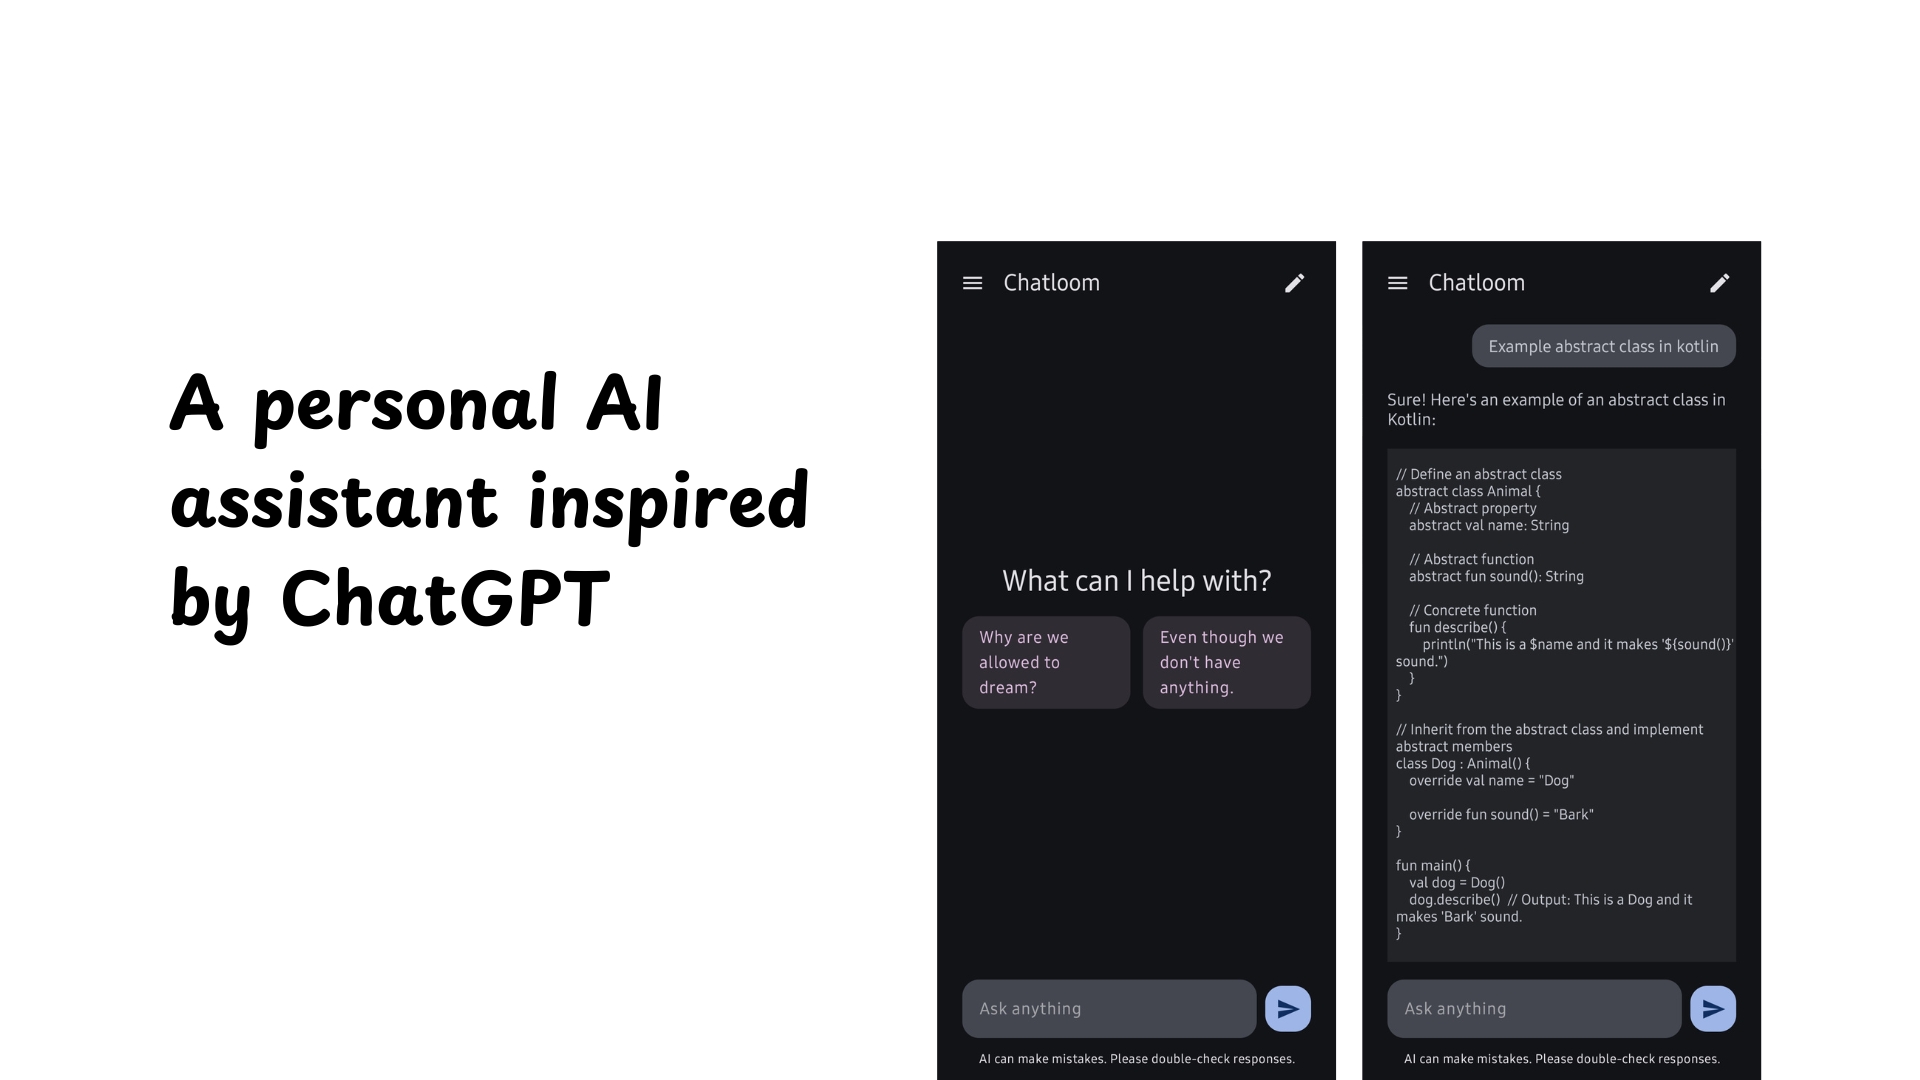 A personal AI
assistant inspired
by ChatGPT
Chatloom
What can I help with?
Why are we
allowed to
dream?
Even though we
don't have
anything.
Ask anything
AI can make mistakes. Please double-check responses.
Chatloom
Example abstract class in kotlin
Sure! Here's an example of an abstract class in
Kotlin:
// Define an abstract class
abstract class Animal {
    // Abstract property
    abstract val name: String
    // Abstract function
    abstract fun sound(): String
    // Concrete function
    fun describe() {
        println("This is a $name and it makes '${sound()}'
sound.")
    }
}
// Inherit from the abstract class and implement
abstract members
class Dog : Animal() {
    override val name = "Dog"
    override fun sound() = "Bark"
}
fun main() {
    val dog = Dog()
    dog.describe()  // Output: This is a Dog and it
makes 'Bark' sound.
}
Ask anything
AI can make mistakes. Please double-check responses.